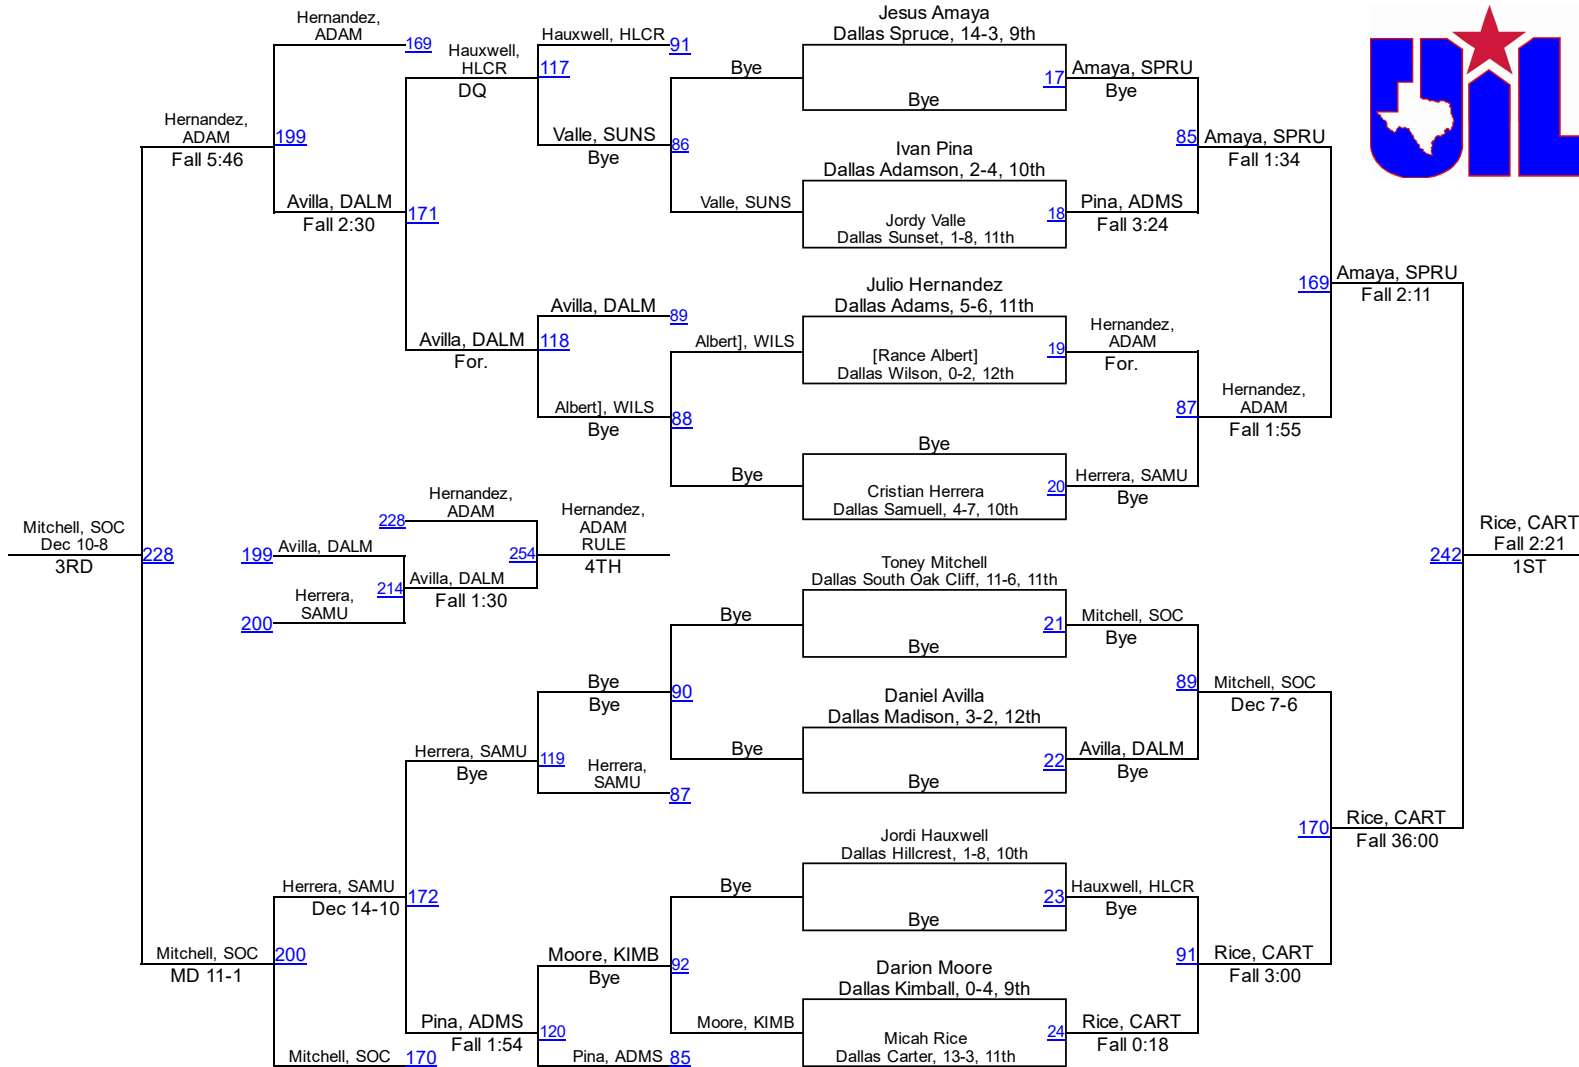 Hernandez,
ADAM
169
Hauxwell,
HLCR
DQ
Hauxwell, HLCR
91
117
Bye
Jesus Amaya
Dallas Spruce, 14-3, 9th
Bye
17
Amaya, SPRU
Bye
UIL
Hernandez,
ADAM
Fall 5:46
199
Valle, SUNS
Bye
86
Ivan Pina
Dallas Adamson, 2-4, 10th
85
Amaya, SPRU
Fall 1:34
Avilla, DALM
Fall 2:30
171
Valle, SUNS
Jordy Valle
Dallas Sunset, 1-8, 11th
18
Pina, ADMS
Fall 3:24
Julio Hernandez
Dallas Adams, 5-6, 11th
169
Amaya, SPRU
Fall 2:11
Avilla, DALM
89
Avilla, DALM
For.
118
Albert], WILS
[Rance Albert]
Dallas Wilson, 0-2, 12th
19
Hernandez,
ADAM
For.
Albert], WILS
Bye
88
87
Hernandez,
ADAM
Fall 1:55
Bye
Bye
Cristian Herrera
Dallas Samuell, 4-7, 10th
20
Herrera, SAMU
Bye
Mitchell, SOC
Dec 10-8
3RD
228
Hernandez,
ADAM
228
199
Avilla, DALM
Hernandez,
ADAM
RULE
4TH
254
214
Avilla, DALM
Fall 1:30
Herrera,
SAMU
200
242
Rice, CART
Fall 2:21
1ST
Toney Mitchell
Dallas South Oak Cliff, 11-6, 11th
Bye
Bye
21
Mitchell, SOC
Bye
Bye
Bye
90
Daniel Avilla
Dallas Madison, 3-2, 12th
89
Mitchell, SOC
Dec 7-6
Herrera, SAMU
Bye
119
Herrera,
SAMU
87
Bye
Bye
22
Avilla, DALM
Bye
Jordi Hauxwell
Dallas Hillcrest, 1-8, 10th
170
Rice, CART
Fall 36:00
Herrera, SAMU
Dec 14-10
172
Bye
Bye
23
Hauxwell, HLCR
Bye
Mitchell, SOC
MD 11-1
200
Moore, KIMB
Bye
92
Darion Moore
Dallas Kimball, 0-4, 9th
91
Rice, CART
Fall 3:00
Pina, ADMS
Fall 1:54
120
Moore, KIMB
Micah Rice
Dallas Carter, 13-3, 11th
24
Rice, CART
Fall 0:18
Mitchell, SOC
170
Pina, ADMS
85